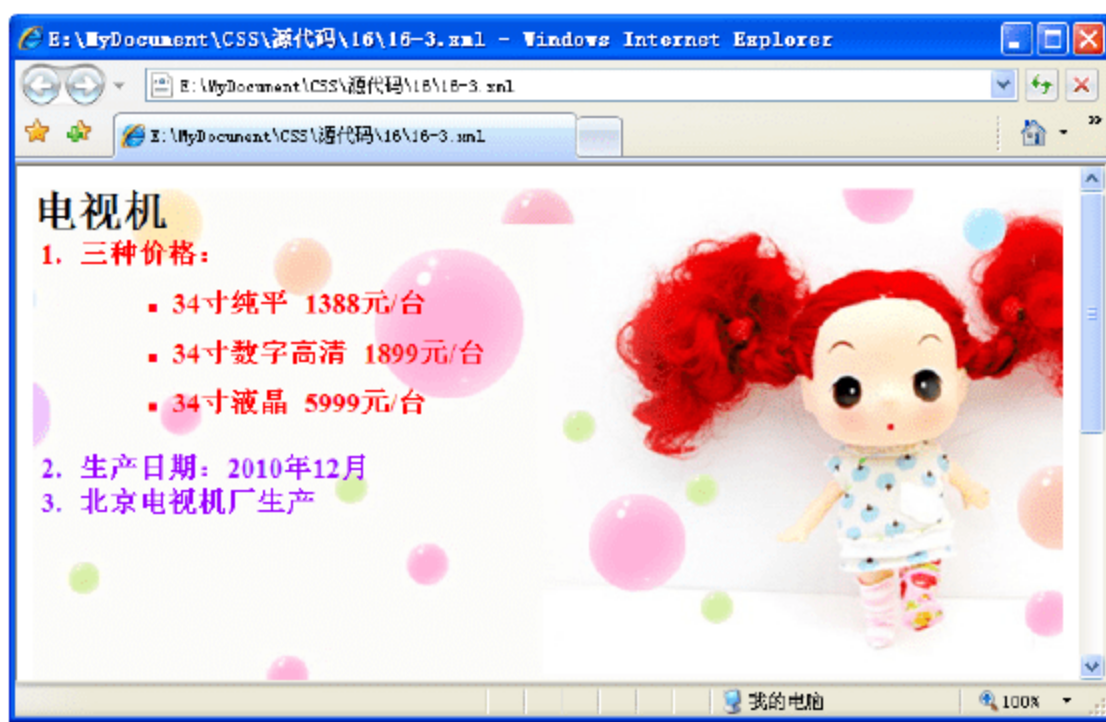 E:\MyDocument\CSS\源代码\16\16-3.xml - Windows Internet Explorer
E:\MyDocument\CSS\源代码\16\16-3.xml
E:\MyDocument\CSS\源代码\16\16-3.xml
电视机
1. 三种价格:
34寸纯平 1388元/台
34寸数字高清 1899元/台
34寸液晶 5999元/台
2. 生产日期: 2010年12月
3. 北京电视机厂生产
我的电脑
100%